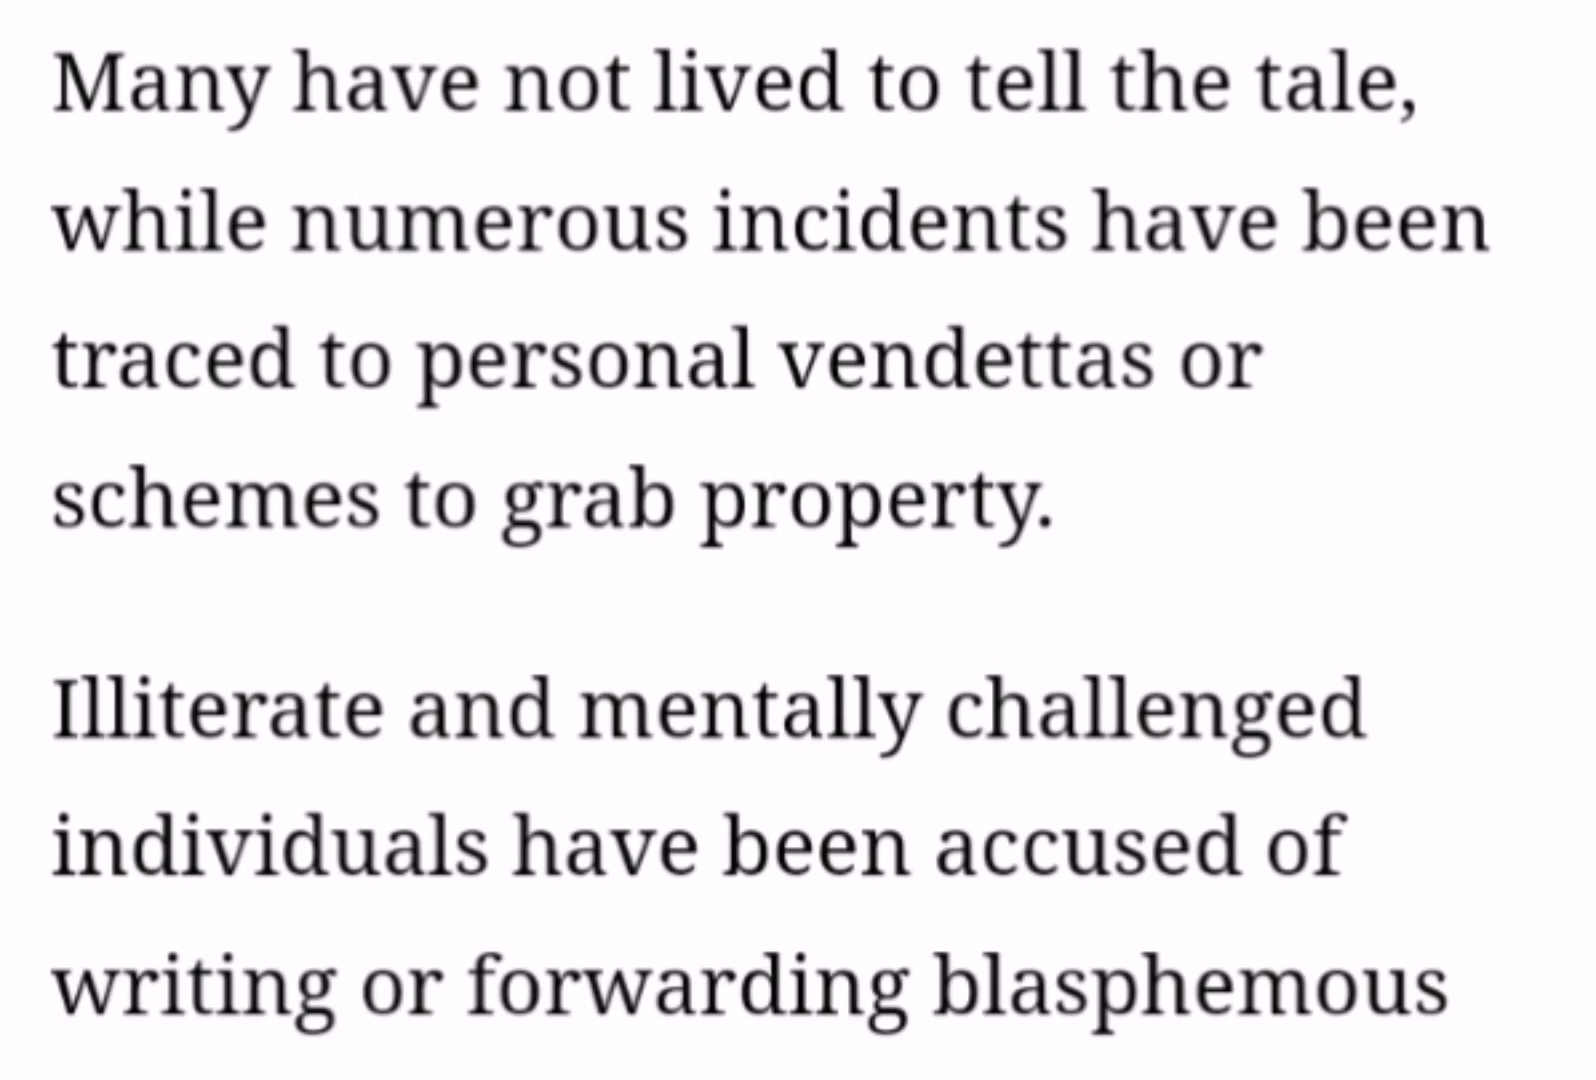 Many have not lived to tell the tale,
while numerous incidents have been
traced to personal vendettas or
schemes to grab property.
Illiterate and mentally challenged
individuals have been accused of
writing or forwarding blasphemous